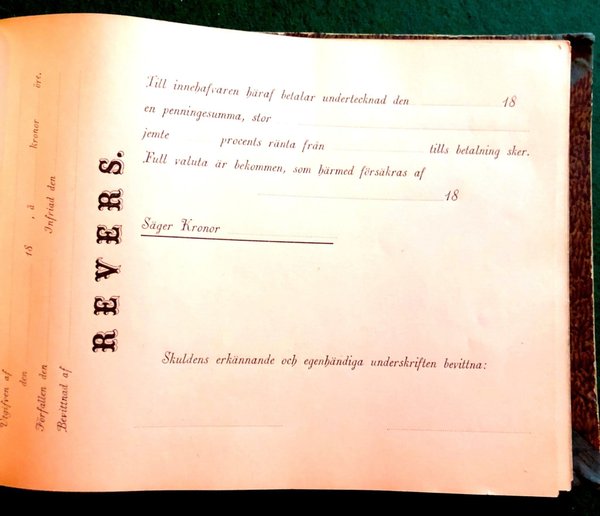 Utgifven af
den 18 , å kronor öre.
Förfallen den Infriad den
Bevittnad af
REVERS.
Till innehafvaren häraf betalar undertecknad den 18
en penningesumma, stor
jemte procents ränta från tills betalning sker.
Full valuta är bekommen, som härmed försäkras af
18
Säger Kronor
Skuldens erkännande och egenhändiga underskriften bevittna: